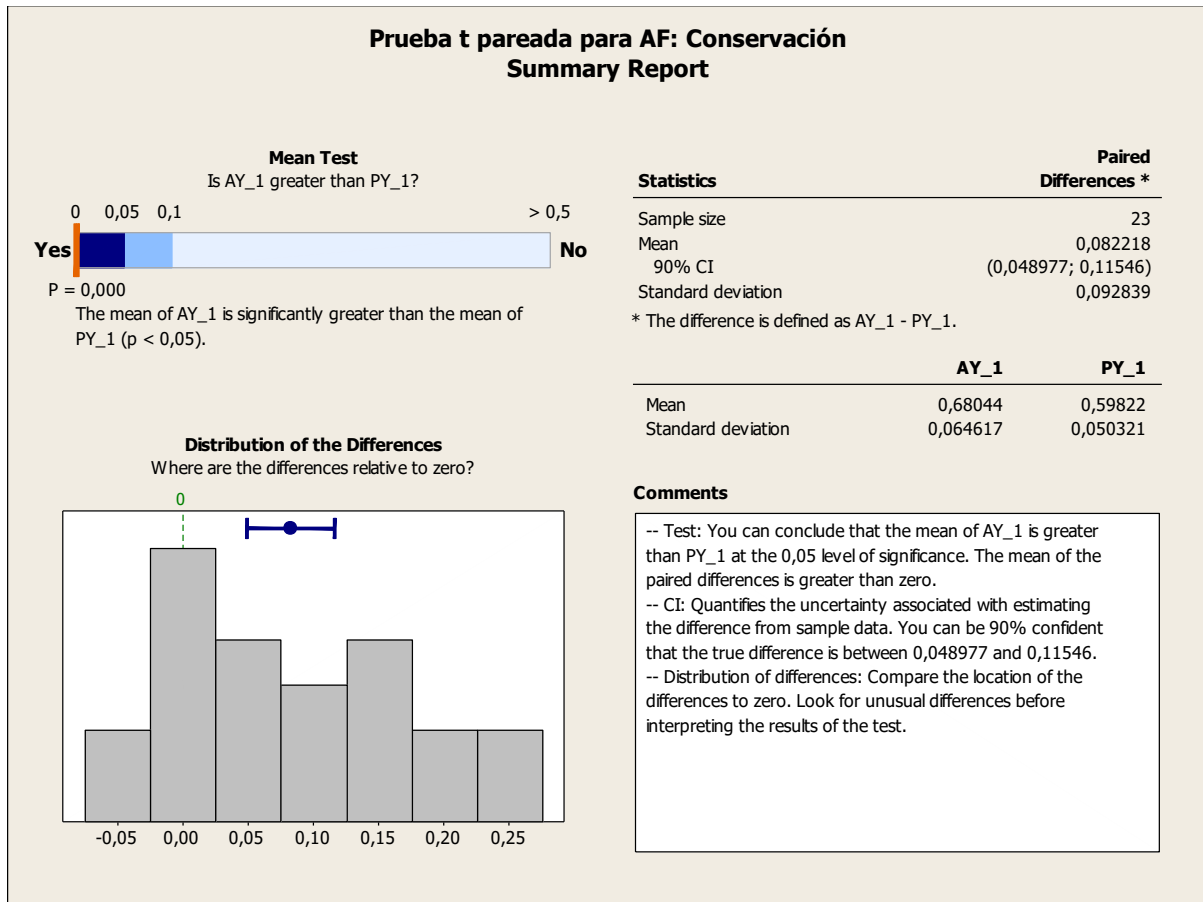 Prueba t pareada para AF: Conservación
Summary Report
Mean Test
Is AY_1 greater than PY_1?
0 0,05 0,1 > 0,5
Yes No
P = 0,000
The mean of AY_1 is significantly greater than the mean of
PY_1 (p < 0,05).
Distribution of the Differences
Where are the differences relative to zero?
0
-0,05 0,00 0,05 0,10 0,15 0,20 0,25
Paired
Statistics Differences *
Sample size 23
Mean 0,082218
90% CI (0,048977; 0,11546)
Standard deviation 0,092839
* The difference is defined as AY_1 - PY_1.
AY_1 PY_1
Mean 0,68044 0,59822
Standard deviation 0,064617 0,050321
Comments
-- Test: You can conclude that the mean of AY_1 is greater
than PY_1 at the 0,05 level of significance. The mean of the
paired differences is greater than zero.
-- CI: Quantifies the uncertainty associated with estimating
the difference from sample data. You can be 90% confident
that the true difference is between 0,048977 and 0,11546.
-- Distribution of differences: Compare the location of the
differences to zero. Look for unusual differences before
interpreting the results of the test.